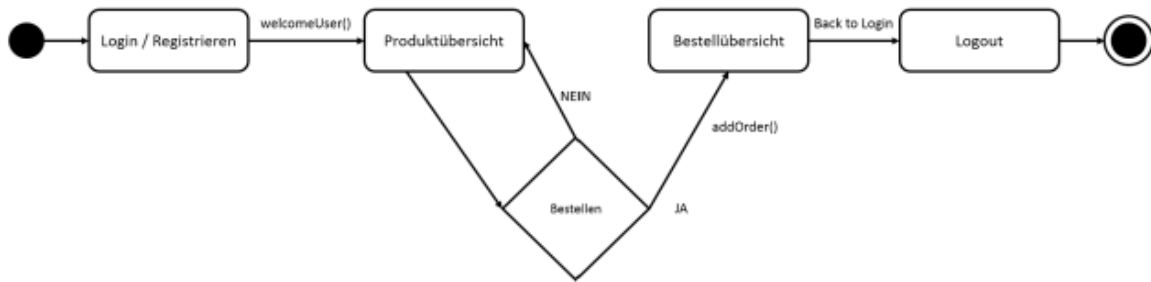 Login / Registrieren
welcomeUser()
Produktübersicht
NEIN
Bestellen
JA
addOrder()
Bestellübersicht
Back to Login
Logout